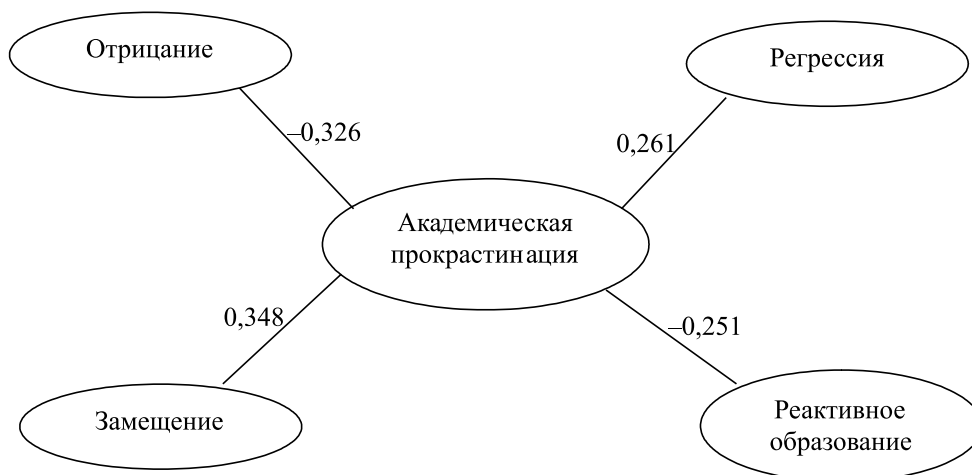 Отрицание
Регрессия
–0,326
0,261
Академическая
прокрастинация
0,348
–0,251
Замещение
Реактивное
образование